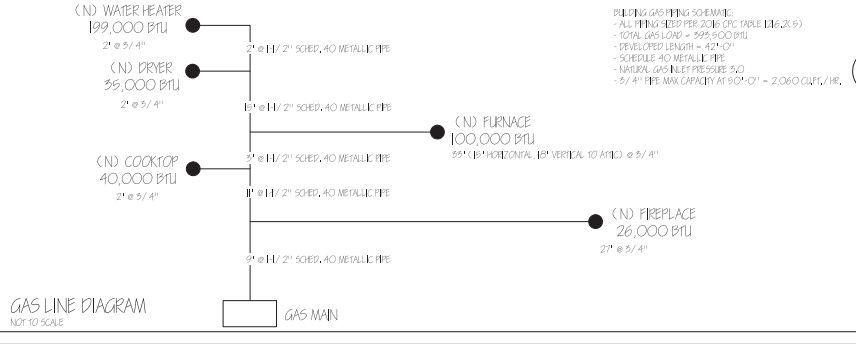 (N) WATER HEATER
199,000 BTU
2' @ 3/4"
2' @ 1-1/2" SCHED. 40 METALLIC PIPE
(N) DRYER
35,000 BTU
2' @ 3/4"
15' @ 1-1/2" SCHED. 40 METALLIC PIPE
(N) FURNACE
100,000 BTU
33' (15' HORIZONTAL, 18' VERTICAL TO ATTIC) @ 3/4"
3' @ 1-1/2" SCHED. 40 METALLIC PIPE
(N) COOKTOP
40,000 BTU
2' @ 3/4"
11' @ 1-1/2" SCHED. 40 METALLIC PIPE
(N) FIREPLACE
26,000 BTU
27' @ 3/4"
9' @ 1-1/2" SCHED. 40 METALLIC PIPE
GAS MAIN
GAS LINE DIAGRAM
NOT TO SCALE
BUILDING GAS PIPING SCHEMATIC:
- ALL PIPING SIZED PER 2016 CPC TABLE 1216.2(5)
- TOTAL GAS LOAD = 393,500 BTU
- DEVELOPED LENGTH = 42'-0"
- SCHEDULE 40 METALLIC PIPE
- NATURAL GAS INLET PRESSURE 3.0
- 3/4" PIPE MAX CAPACITY AT 50'-0" = 2,060 CU.FT./HR.